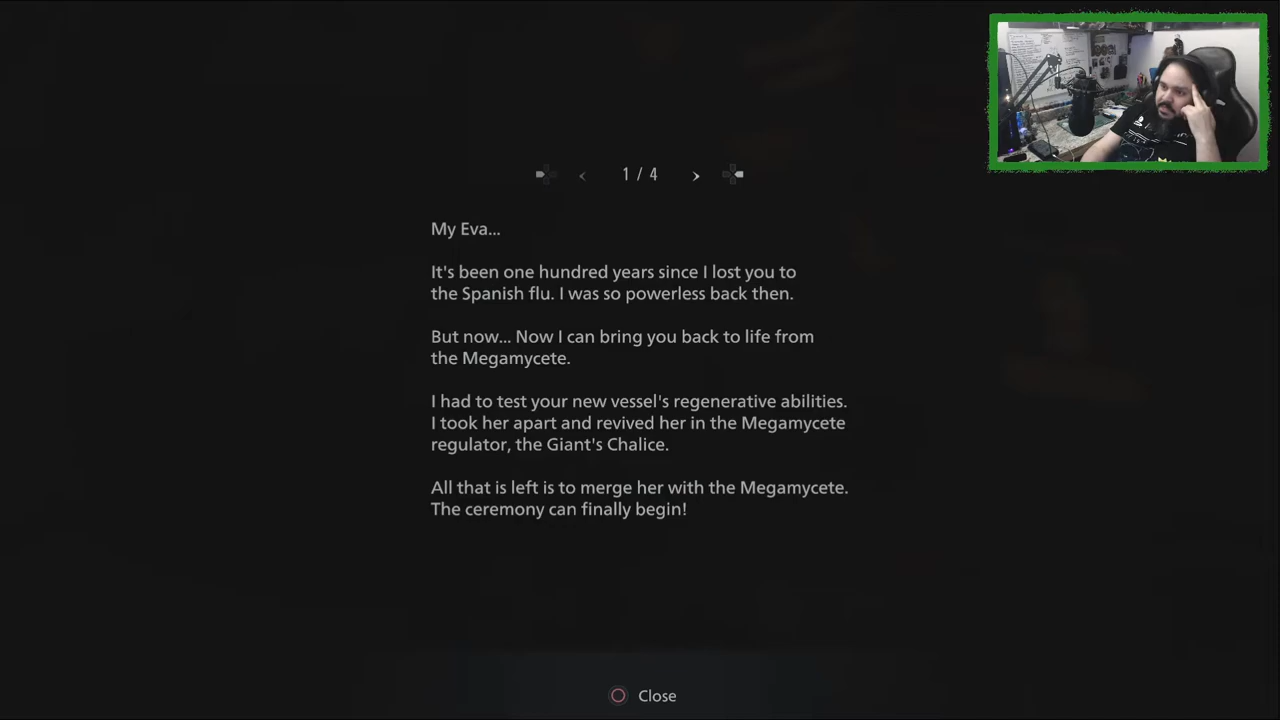 1 / 4
My Eva...
It's been one hundred years since I lost you to
the Spanish flu. I was so powerless back then.
But now... Now I can bring you back to life from
the Megamycete.
I had to test your new vessel's regenerative abilities.
I took her apart and revived her in the Megamycete
regulator, the Giant's Chalice.
All that is left is to merge her with the Megamycete.
The ceremony can finally begin!
Close